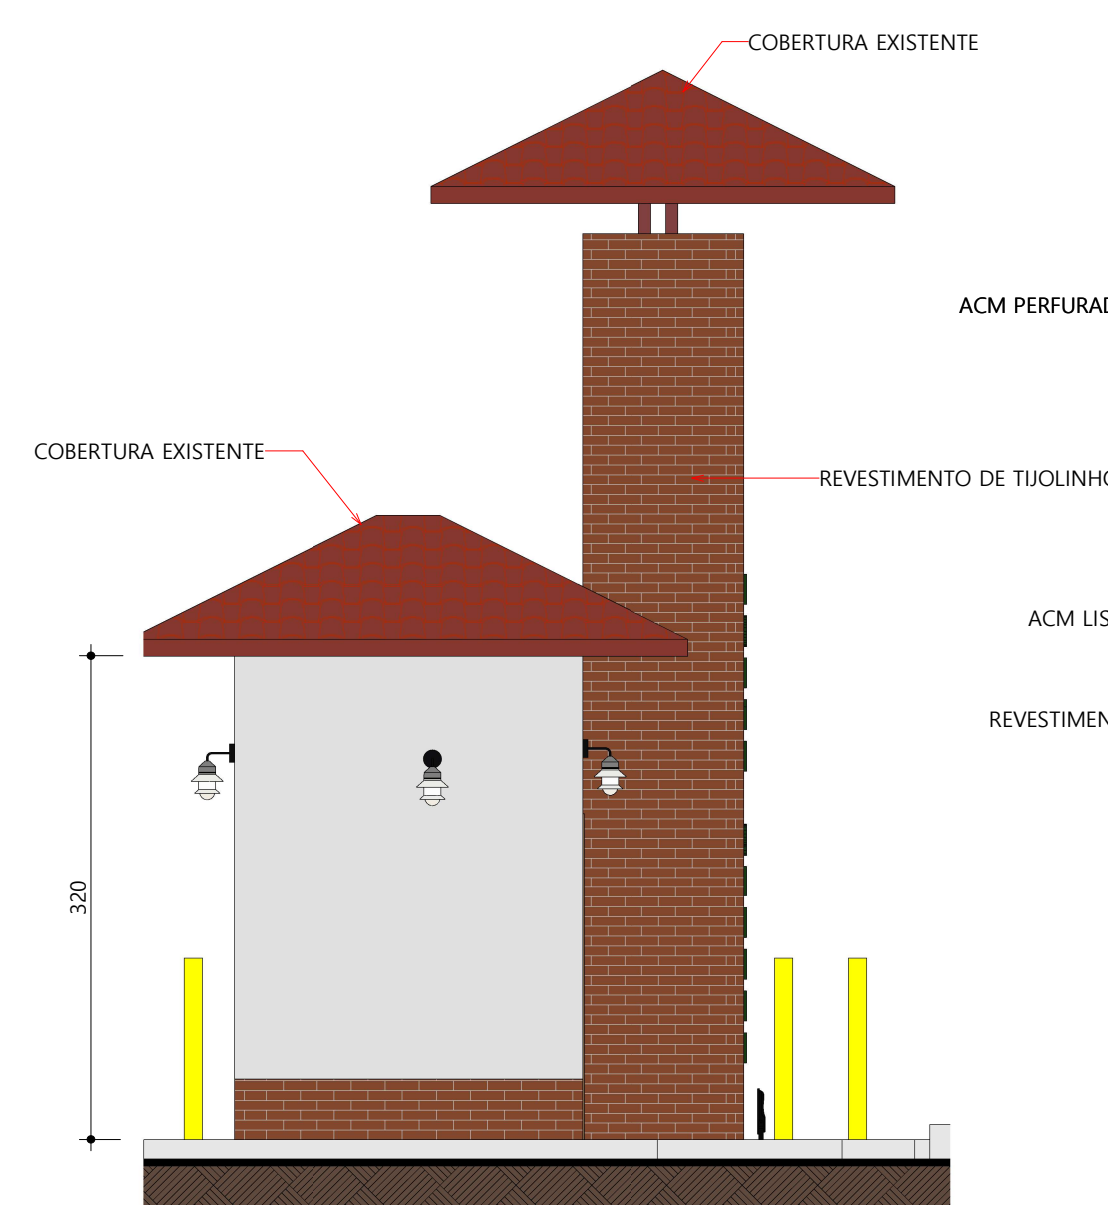 COBERTURA EXISTENTE
ACM PERFURAD
COBERTURA EXISTENTE
REVESTIMENTO DE TIJOLINHO
ACM LIS
REVESTIMEN
320